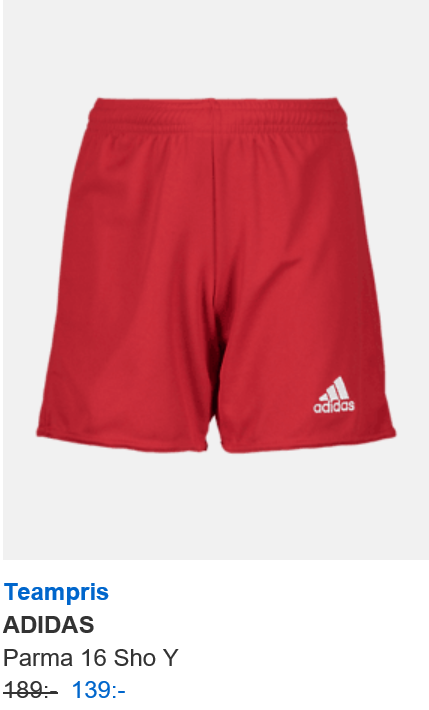 adidas
Teampris
ADIDAS
Parma 16 Sho Y
189:- 139:-